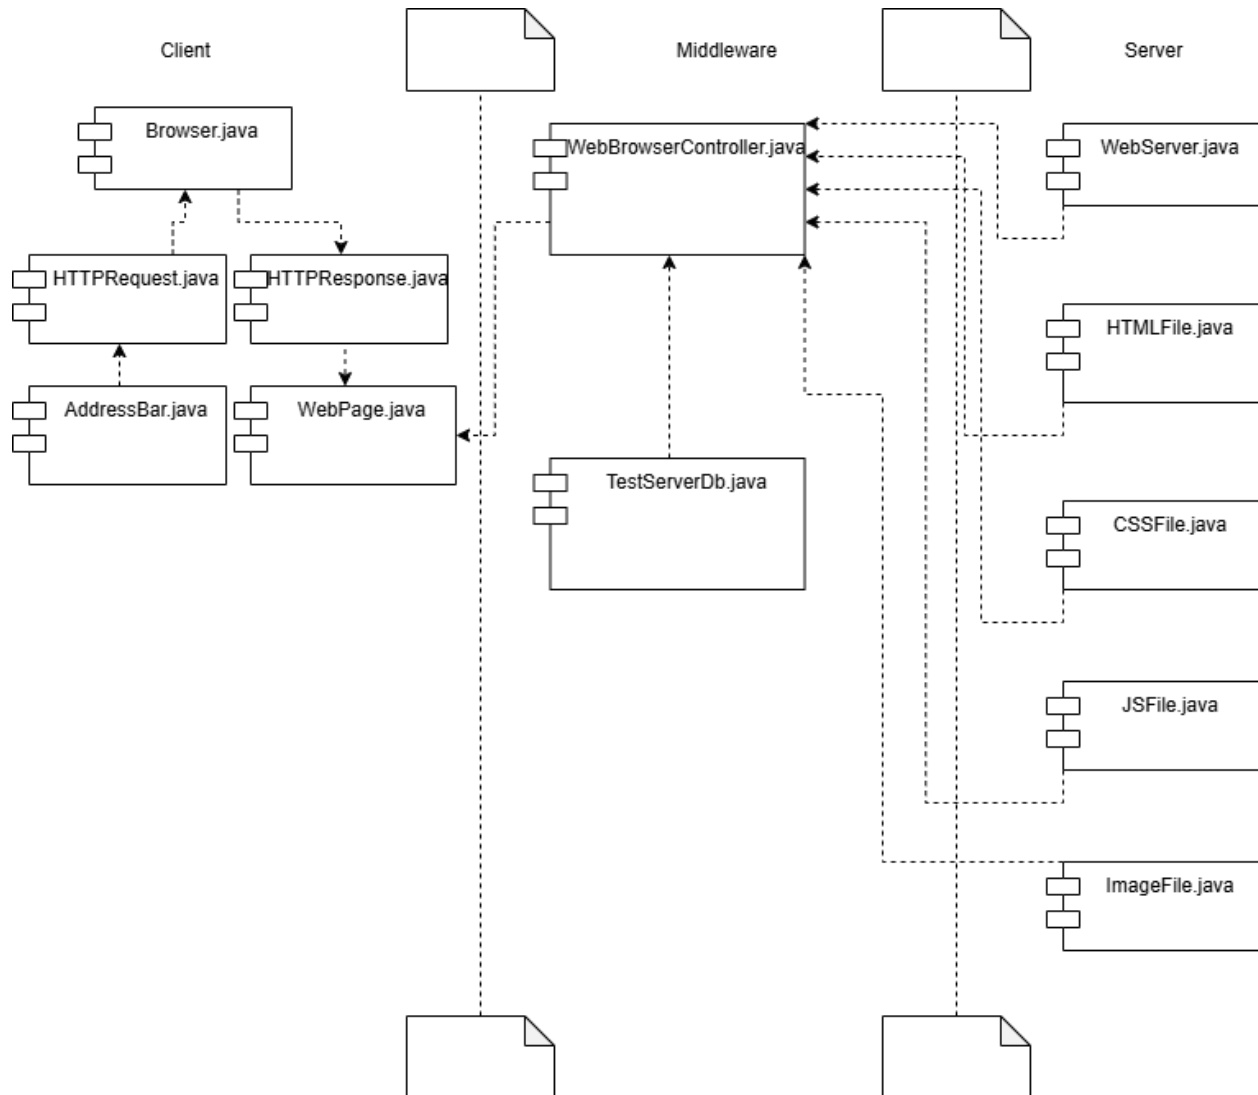 Client
Middleware
Server
Browser.java
WebBrowserController.java
WebServer.java
HTTPRequest.java
HTTPResponse.java
HTMLFile.java
AddressBar.java
WebPage.java
TestServerDb.java
CSSFile.java
JSFile.java
ImageFile.java